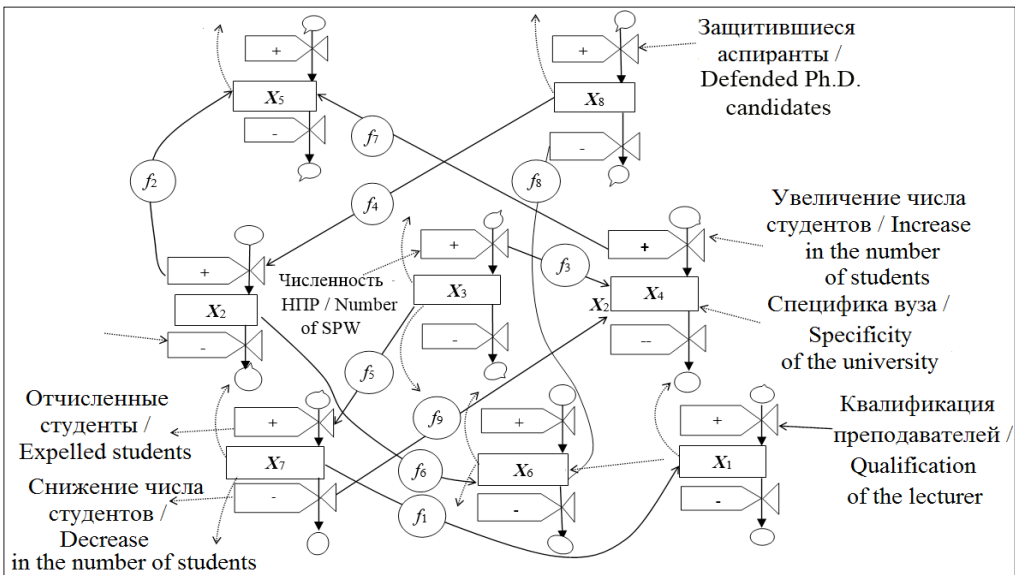 +
X5
-
+
X8
-
Защитившиеся
аспиранты /
Defended Ph.D.
candidates
f7
f2
f8
f4
Увеличение числа
студентов / Increase
in the number
of students
+
f3
+
+
Численность
НПР / Number
of SPW
X3
X2
X4
X2
Специфика вуза /
Specificity
of the university
-
-
--
f5
Отчисленные
студенты /
Expelled students
+
f9
+
+
Квалификация
преподавателей /
Qualification
of the lecturer
X7
f6
X6
X1
Снижение числа
студентов /
Decrease
in the number of students
-
f1
-
-